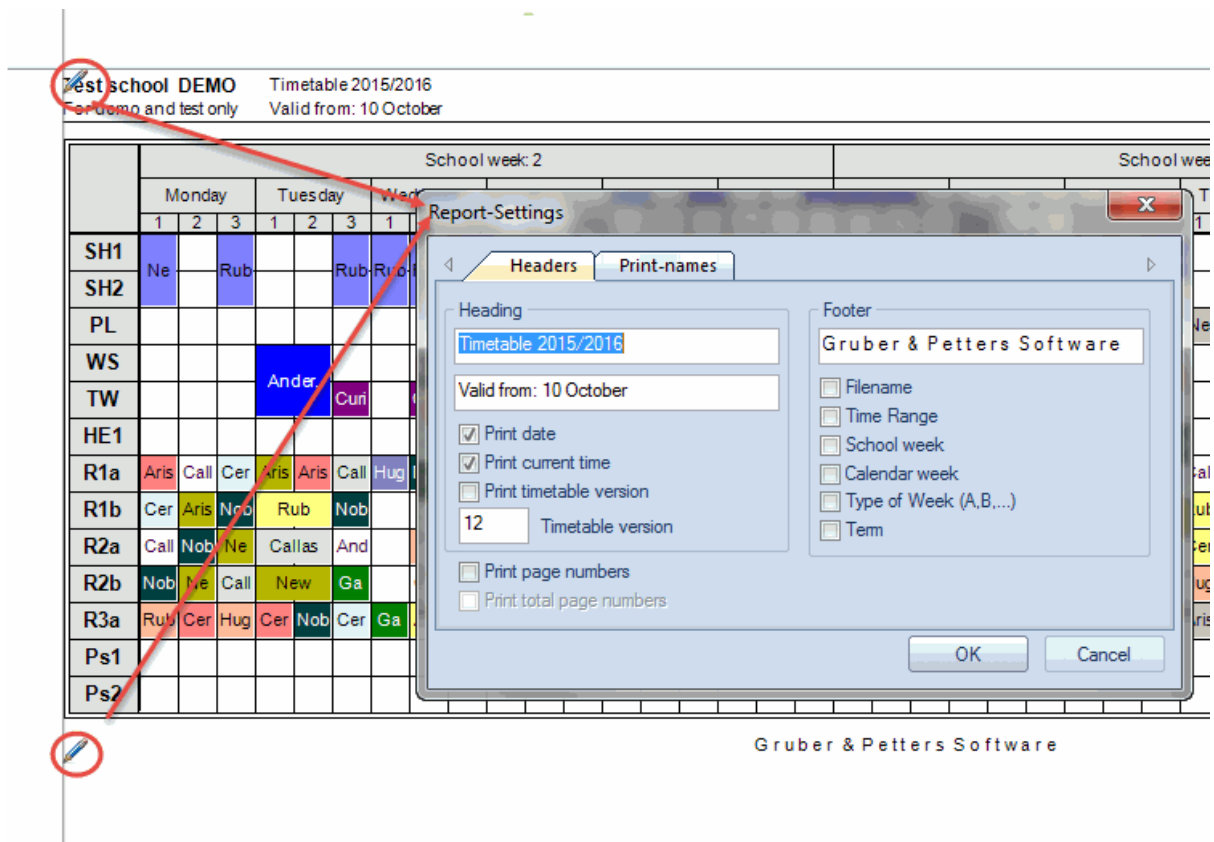 Test school DEMO Timetable 2015/2016
For demo and test only Valid from: 10 October
School week: 2 School
Monday Tuesday
1 2 3 1 2 3 1 1
SH1
Ne Rub Rub Rub
SH2
PL
WS
Ander.
TW Curi
HE1
R1a Aris Call Cer Aris Aris Call Hug
R1b Cer Aris Nob Rub Nob
R2a Call Nob Ne Callas And
R2b Nob Ne Call New Ga
R3a Rub Cer Hug Cer Nob Cer Ga
Ps1
Ps2
Report-Settings
Headers Print-names
Heading
Timetable 2015/2016
Valid from: 10 October
Print date
Print current time
Print timetable version
12 Timetable version
Print page numbers
Print total page numbers
Footer
Gruber & Petters Software
Filename
Time Range
School week
Calendar week
Type of Week (A,B,...)
Term
OK Cancel
Gruber & Petters Software